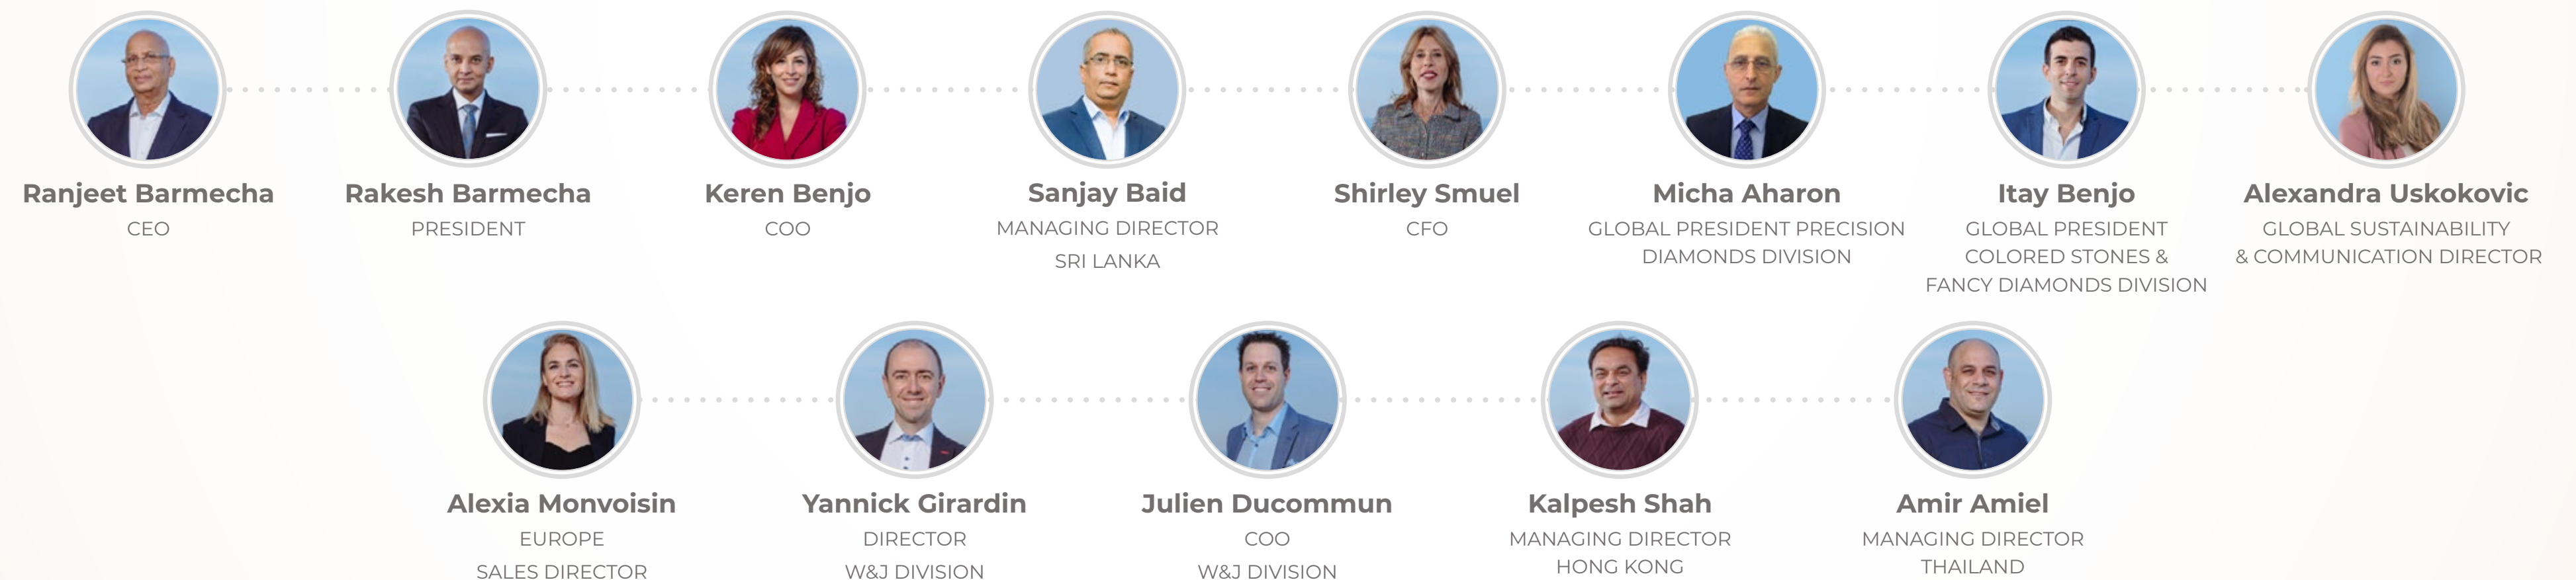 Ranjeet Barmecha
CEO
Rakesh Barmecha
PRESIDENT
Keren Benjo
COO
Sanjay Baid
MANAGING DIRECTOR
SRI LANKA
Shirley Smuel
CFO
Micha Aharon
GLOBAL PRESIDENT PRECISION
DIAMONDS DIVISION
Itay Benjo
GLOBAL PRESIDENT
COLORED STONES &
FANCY DIAMONDS DIVISION
Alexandra Uskokovic
GLOBAL SUSTAINABILITY
& COMMUNICATION DIRECTOR
Alexia Monvoisin
EUROPE
SALES DIRECTOR
Yannick Girardin
DIRECTOR
W&J DIVISION
Julien Ducommun
COO
W&J DIVISION
Kalpesh Shah
MANAGING DIRECTOR
HONG KONG
Amir Amiel
MANAGING DIRECTOR
THAILAND